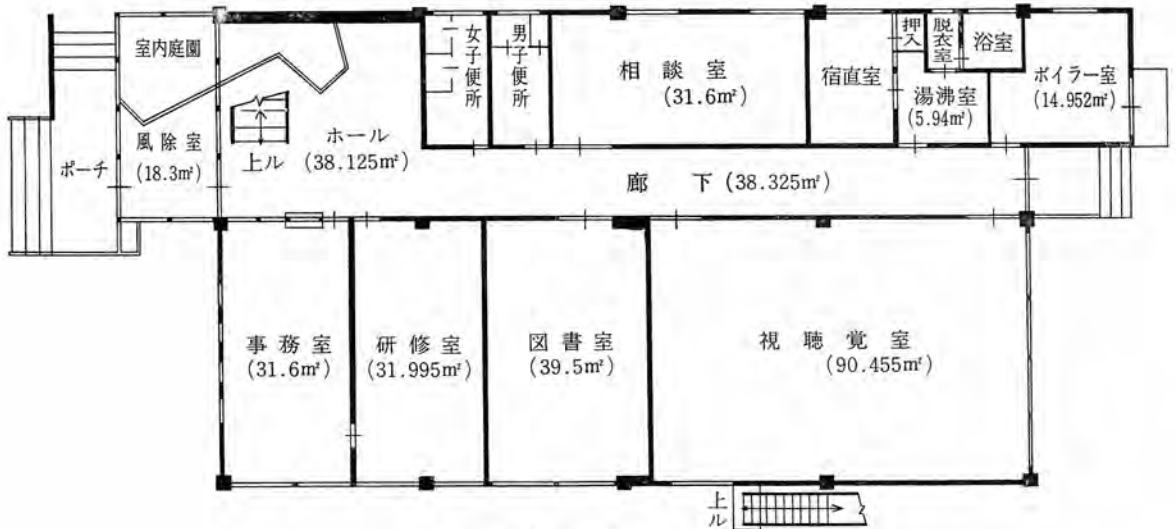 室内庭園
女子便所
男子便所
相談室
(31.6㎡)
宿直室
押入
脱衣室
浴室
湯沸室
(5.94㎡)
ボイラー室
(14.952㎡)
ポーチ
風除室
(18.3㎡)
上ル
ホール
(38.125㎡)
廊下(38.325㎡)
事務室
(31.6㎡)
研修室
(31.995㎡)
図書室
(39.5㎡)
視聴覚室
(90.455㎡)
上ル